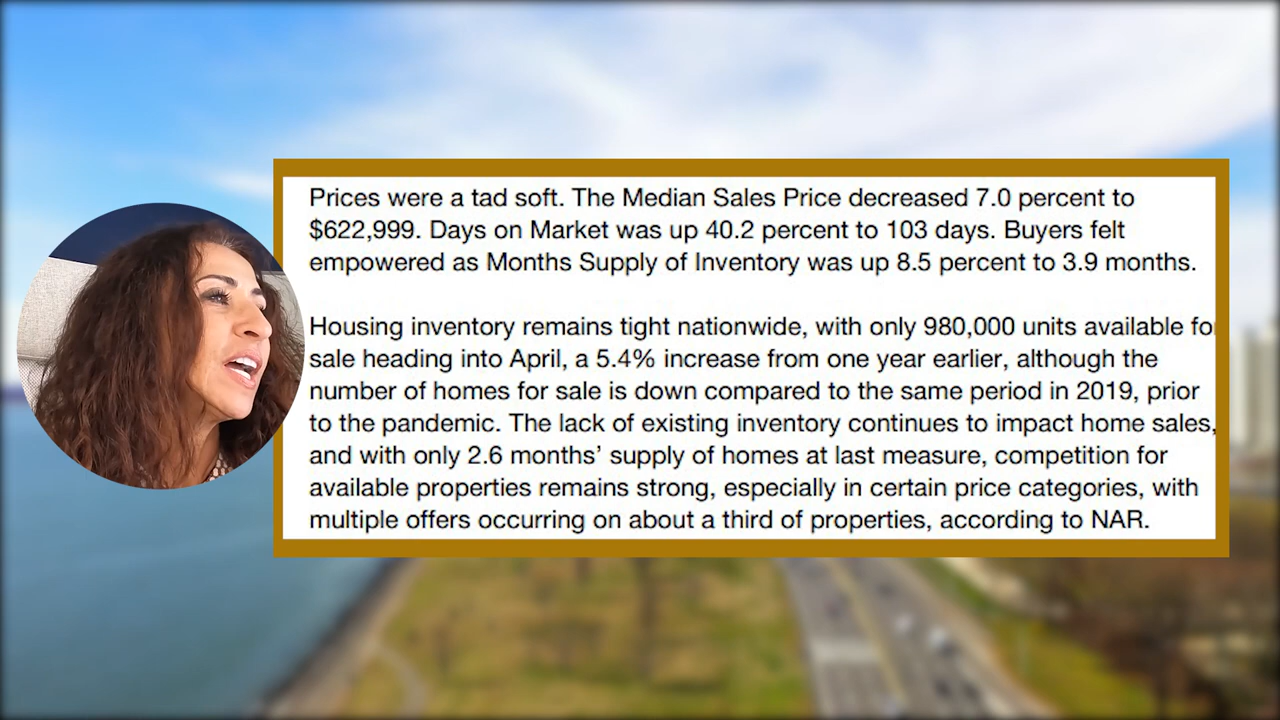 Prices were a tad soft. The Median Sales Price decreased 7.0 percent to
$622,999. Days on Market was up 40.2 percent to 103 days. Buyers felt
empowered as Months Supply of Inventory was up 8.5 percent to 3.9 months.
Housing inventory remains tight nationwide, with only 980,000 units available for
sale heading into April, a 5.4% increase from one year earlier, although the
number of homes for sale is down compared to the same period in 2019, prior
to the pandemic. The lack of existing inventory continues to impact home sales,
and with only 2.6 months’ supply of homes at last measure, competition for
available properties remains strong, especially in certain price categories, with
multiple offers occurring on about a third of properties, according to NAR.